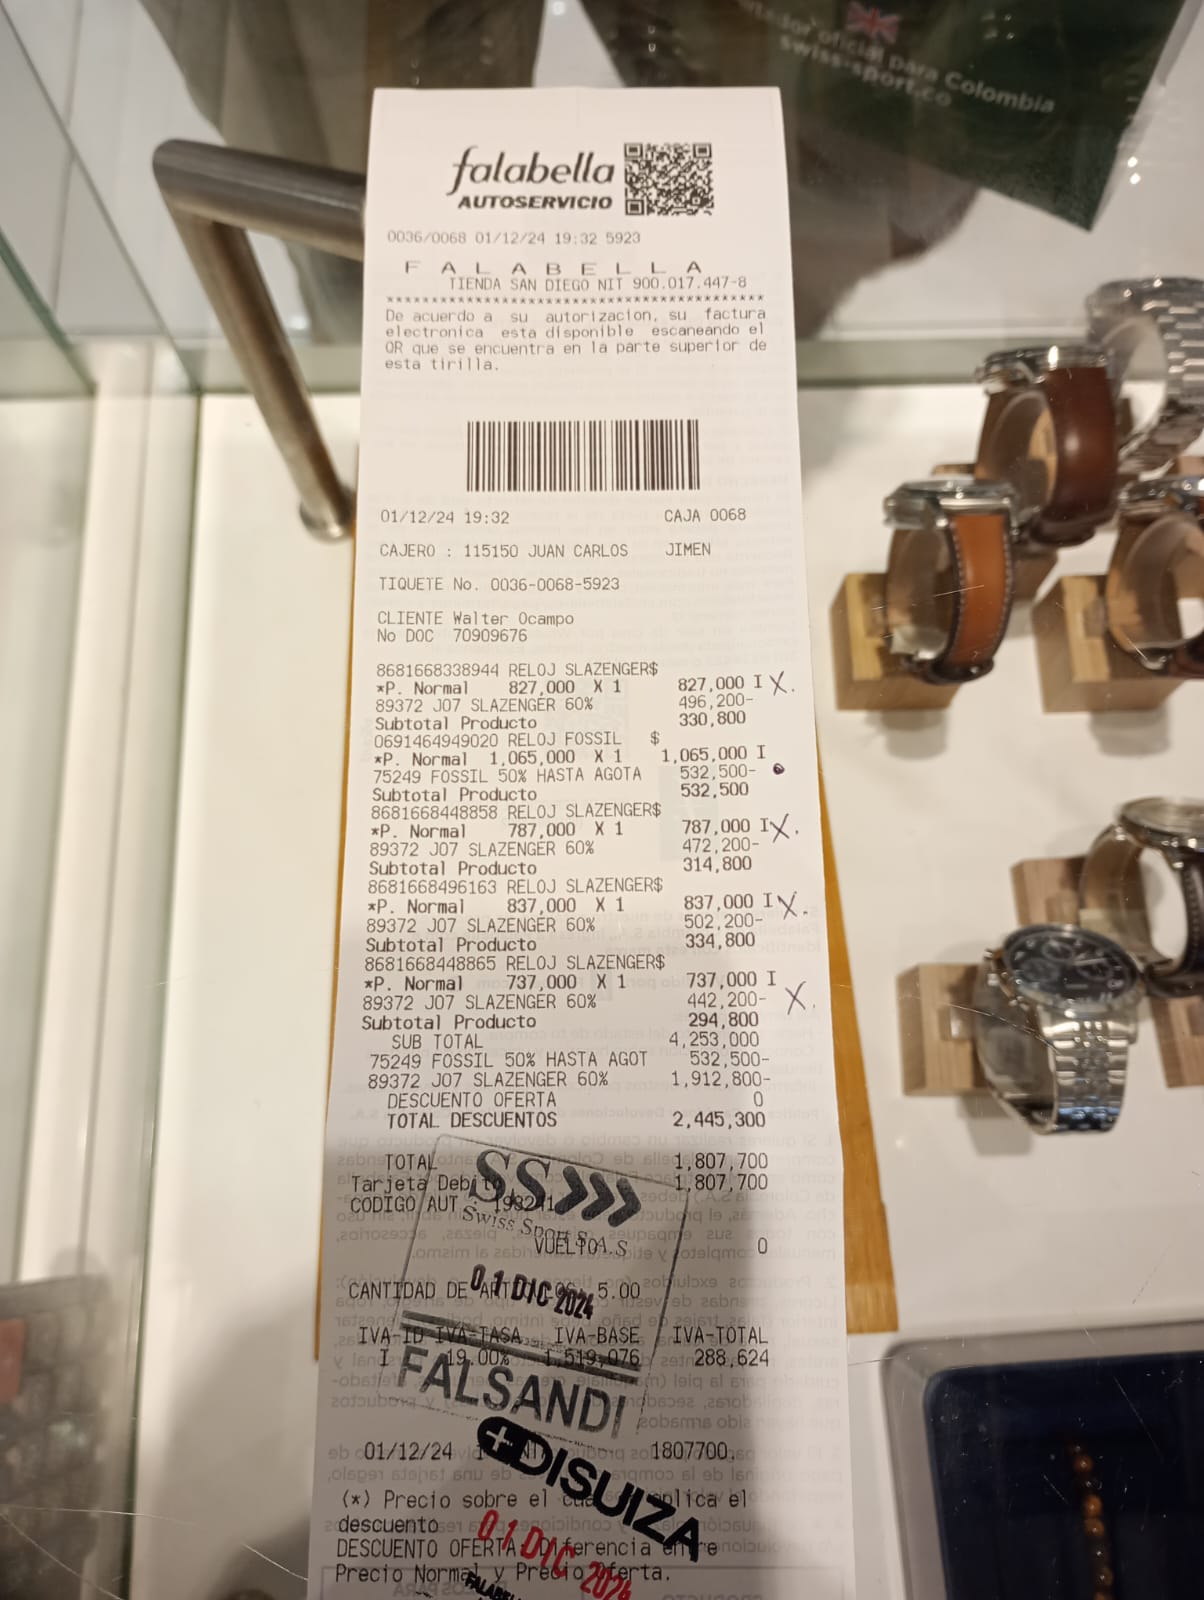 oficial para Colombia
swiss-sport.co
falabella
AUTOSERVICIO
0036/0068 01/12/24 19:32 5923
F A L A B E L L A
TIENDA SAN DIEGO NIT 900.017.447-8
******************************************
De acuerdo a su autorizacion, su factura
electronica esta disponible escaneando el
QR que se encuentra en la parte superior de
esta tirilla.
01/12/24 19:32 CAJA 0068
CAJERO : 115150 JUAN CARLOS JIMEN
TIQUETE No. 0036-0068-5923
CLIENTE Walter Ocampo
No DOC 70909676
8681668338944 RELOJ SLAZENGER$
*P. Normal 827,000 X 1 827,000 I X.
89372 J07 SLAZENGER 60% 496,200-
Subtotal Producto 330,800
0691464949020 RELOJ FOSSIL $
*P. Normal 1,065,000 X 1 1,065,000 I
75249 FOSSIL 50% HASTA AGOTA 532,500-
Subtotal Producto 532,500
8681668448858 RELOJ SLAZENGER$
*P. Normal 787,000 X 1 787,000 I X.
89372 J07 SLAZENGER 60% 472,200-
Subtotal Producto 314,800
8681668496163 RELOJ SLAZENGER$
*P. Normal 837,000 X 1 837,000 I X.
89372 J07 SLAZENGER 60% 502,200-
Subtotal Producto 334,800
8681668448865 RELOJ SLAZENGER$
*P. Normal 737,000 X 1 737,000 I
89372 J07 SLAZENGER 60% 442,200- X.
Subtotal Producto 294,800
SUB TOTAL 4,253,000
75249 FOSSIL 50% HASTA AGOT 532,500-
89372 J07 SLAZENGER 60% 1,912,800-
DESCUENTO OFERTA 0
TOTAL DESCUENTOS 2,445,300
TOTAL 1,807,700
Tarjeta Debito 1,807,700
CODIGO AUT : 193241
SS
Swiss Sport S.A.S
VUELTO 0
CANTIDAD DE 5.00
01 DIC 2024
IVA-ID IVA-TASA IVA-BASE IVA-TOTAL
I 19.00% 1,519,076 288,624
FALSANDI
01/12/24 1807700.
DISUIZA
(*) Precio sobre el cual aplica el
descuento
01 DIC 2024
DESCUENTO OFERTA: Diferencia entre
Precio Normal y Precio Oferta.